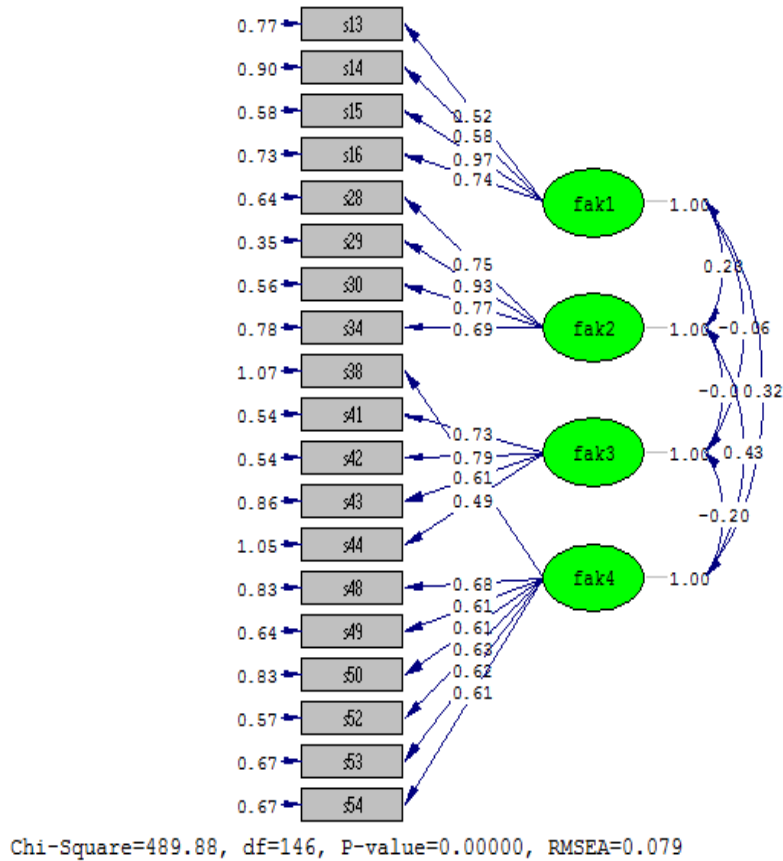 0.77 s13
0.90 s14
0.58 s15
0.73 s16
0.64 s28
0.35 s29
0.56 s30
0.78 s34
1.07 s38
0.54 s41
0.54 s42
0.86 s43
1.05 s44
0.83 s48
0.64 s49
0.83 s50
0.57 s52
0.67 s53
0.67 s54
0.52
0.58
0.97
0.74
0.75
0.93
0.77
0.69
0.73
0.79
0.61
0.49
0.68
0.61
0.61
0.63
0.62
0.61
fak1 1.00
fak2 1.00
fak3 1.00
fak4 1.00
-0.06
0.32
0.43
-0.20
Chi-Square=489.88, df=146, P-value=0.00000, RMSEA=0.079